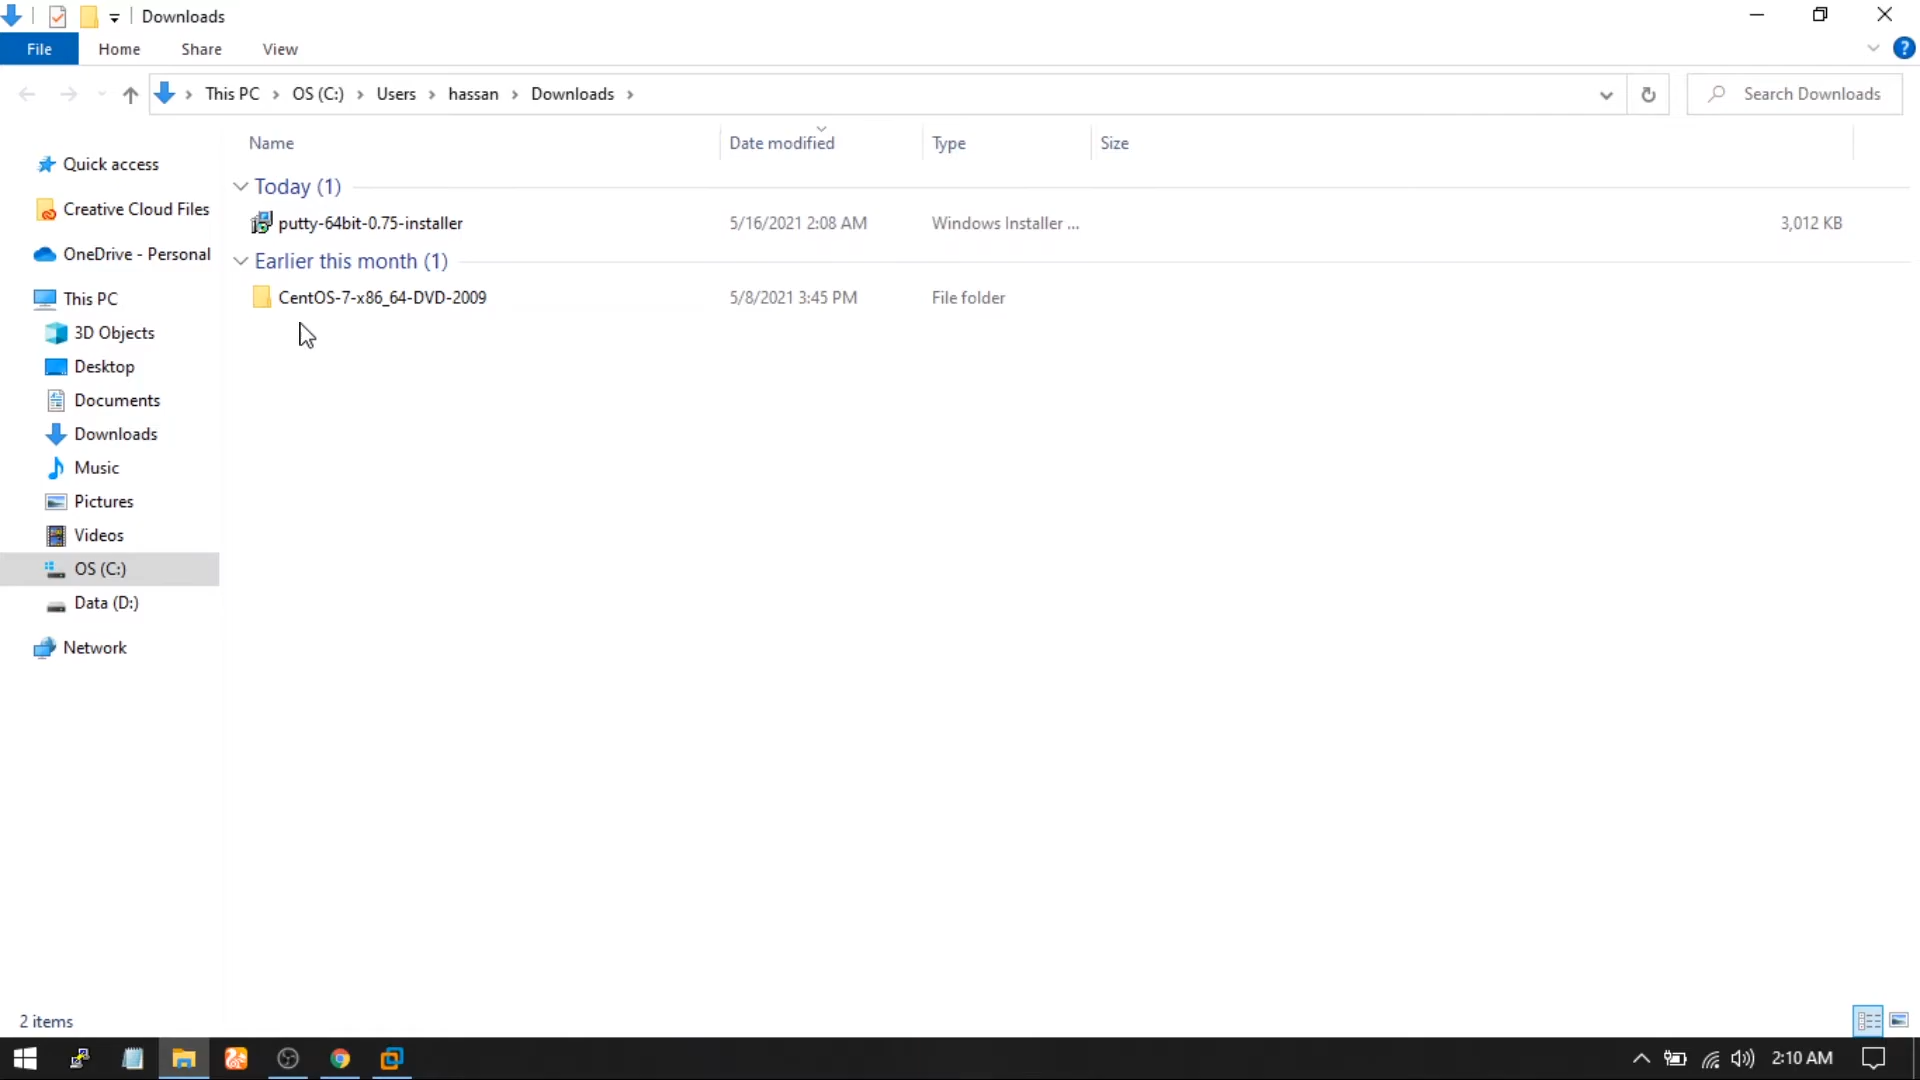 Downloads
File Home Share View
This PC OS (C:) Users hassan Downloads
Search Downloads
Name Date modified Type Size
Quick access
Creative Cloud Files
OneDrive - Personal
This PC
3D Objects
Desktop
Documents
Downloads
Music
Pictures
Videos
OS (C:)
Data (D:)
Network
Today (1)
putty-64bit-0.75-installer 5/16/2021 2:08 AM Windows Installer ... 3,012 KB
Earlier this month (1)
CentOS-7-x86_64-DVD-2009 5/8/2021 3:45 PM File folder
2 items
2:10 AM